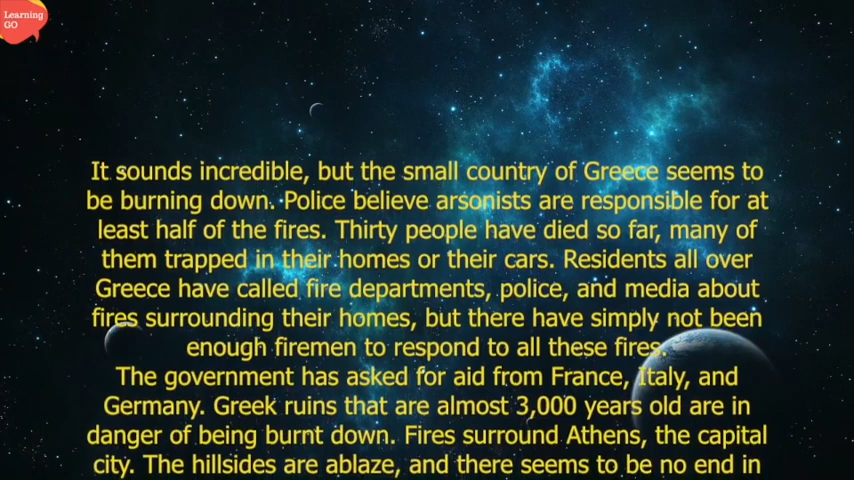 Learning
GO
It sounds incredible, but the small country of Greece seems to
be burning down. Police believe arsonists are responsible for at
least half of the fires. Thirty people have died so far, many of
them trapped in their homes or their cars. Residents all over
Greece have called fire departments, police, and media about
fires surrounding their homes, but there have simply not been
enough firemen to respond to all these fires.
The government has asked for aid from France, Italy, and
Germany. Greek ruins that are almost 3,000 years old are in
danger of being burnt down. Fires surround Athens, the capital
city. The hillsides are ablaze, and there seems to be no end in